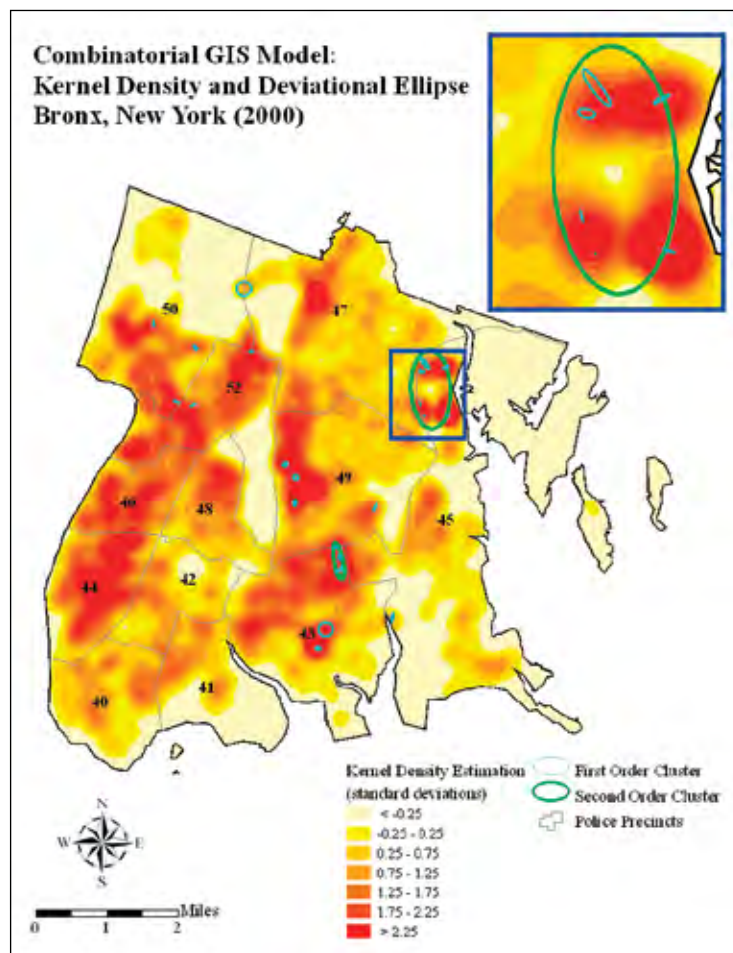 Combinatorial GIS Model:
Kernel Density and Deviational Ellipse
Bronx, New York (2000)
50
47
52
46
48
49
45
44
42
43
40
41
Kernel Density Estimation
(standard deviations)
< -0.25
-0.25 - 0.25
0.25 - 0.75
0.75 - 1.25
1.25 - 1.75
1.75 - 2.25
> 2.25
First Order Cluster
Second Order Cluster
Police Precincts
N
W
E
S
Miles
0 1 2